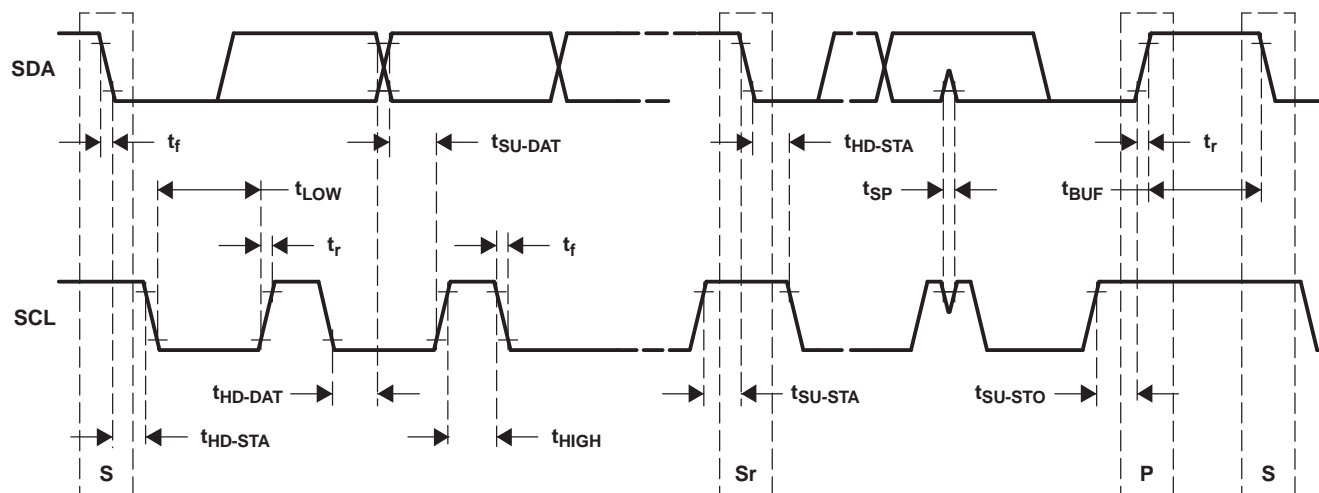 SDA
tf
tSU-DAT
tHD-STA
tr
tLOW
tSP
tBUF
tr
tf
SCL
tHD-DAT
tSU-STA
tSU-STO
tHD-STA
tHIGH
S
Sr
P
S